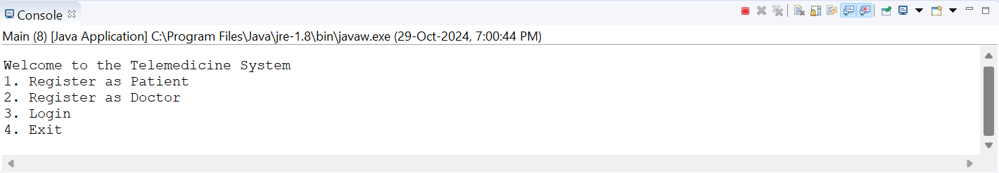 Console
Main (8) [Java Application] C:\Program Files\Java\jre-1.8\bin\javaw.exe (29-Oct-2024, 7:00:44 PM)
Welcome to the Telemedicine System
1. Register as Patient
2. Register as Doctor
3. Login
4. Exit